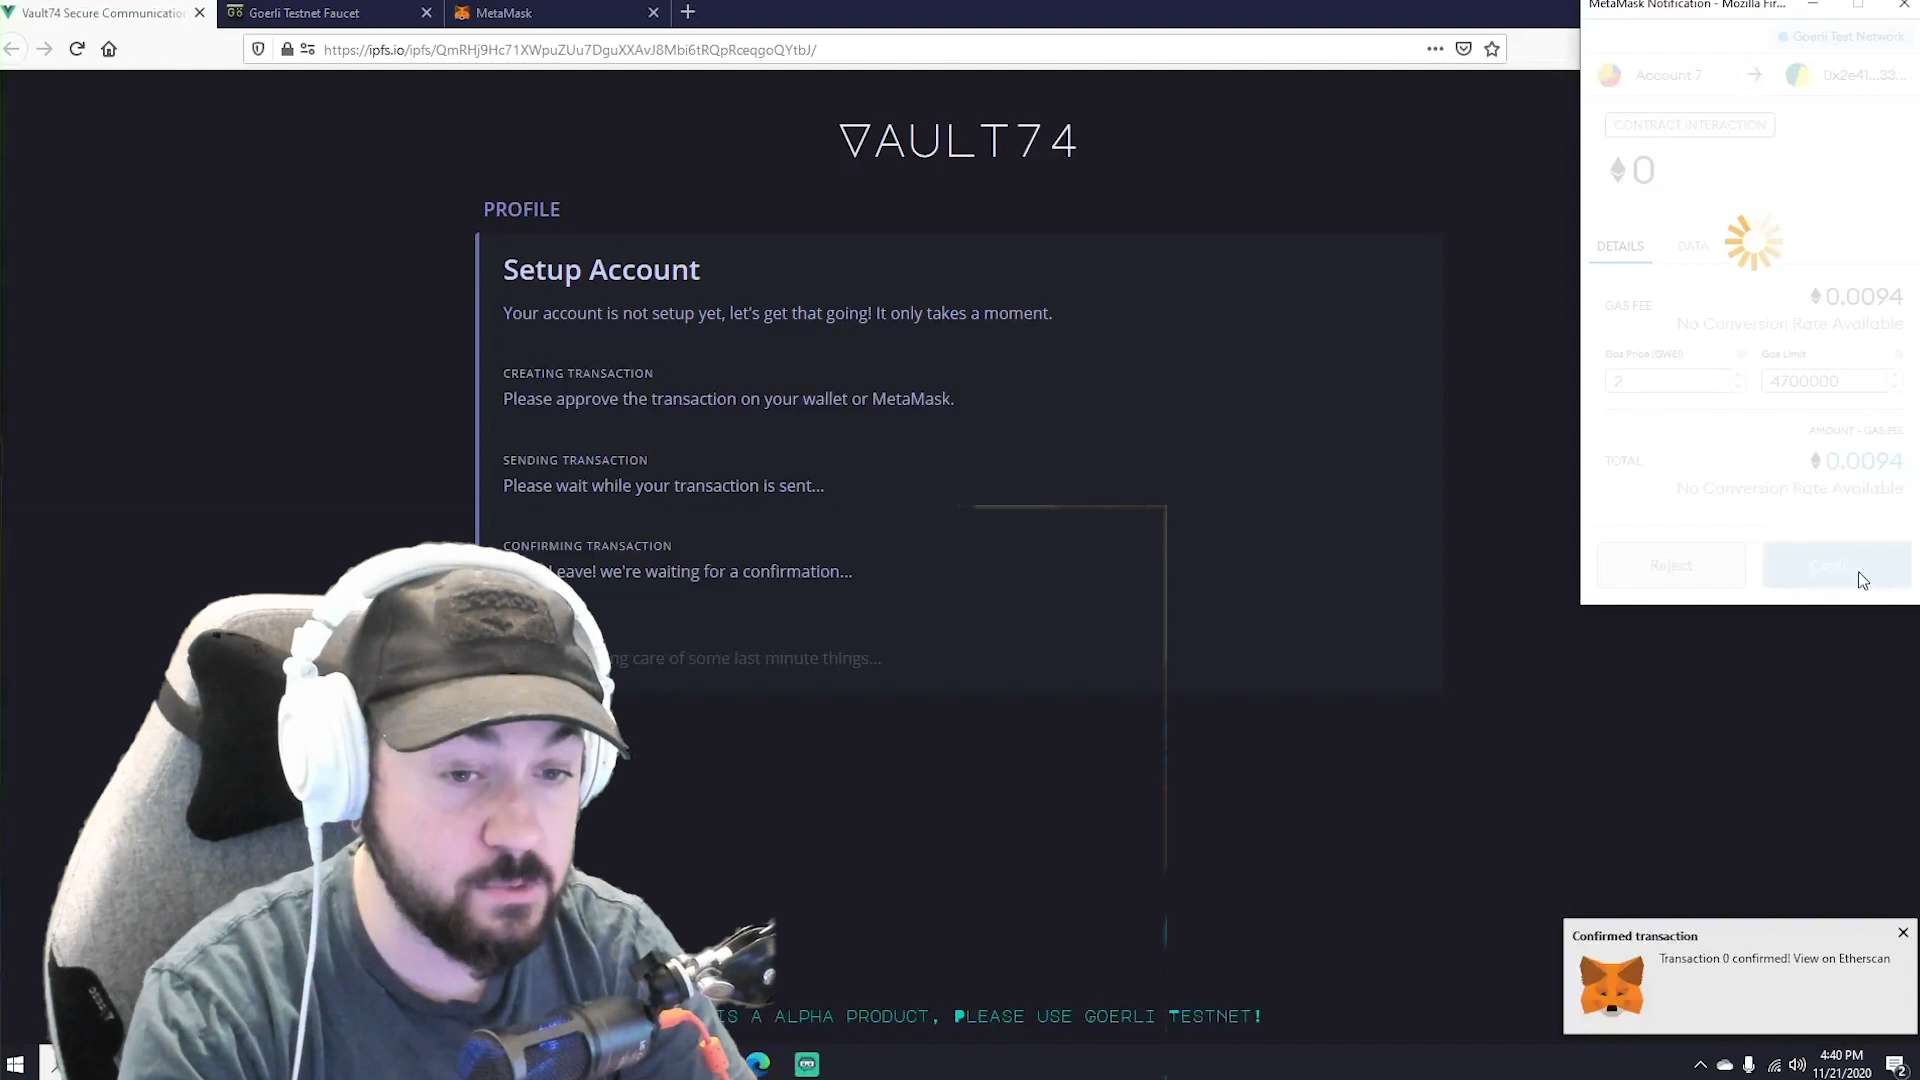 Vault74 Secure Communication
Goerli Testnet Faucet
MetaMask
https://ipfs.io/ipfs/QmRHj9Hc71XWpuZUu7DguXXAvJ8Mbi6tRQpRceqgoQYtbJ/
VAULT74
PROFILE
Setup Account
Your account is not setup yet, let's get that going! It only takes a moment.
CREATING TRANSACTION
Please approve the transaction on your wallet or MetaMask.
SENDING TRANSACTION
Please wait while your transaction is sent...
CONFIRMING TRANSACTION
leave! we're waiting for a confirmation...
care of some last minute things...
IS A ALPHA PRODUCT, PLEASE USE GOERLI TESTNET!
MetaMask Notification - Mozilla Fir...
Goerli Test Network
Account 7
0x2e41...33...
CONTRACT INTERACTION
0
DETAILS
DATA
GAS FEE
0.0094
No Conversion Rate Available
Gas Price (GWEI)
Gas Limit
2
4700000
AMOUNT + GAS FEE
TOTAL
0.0094
No Conversion Rate Available
Reject
Confirmed transaction
Transaction 0 confirmed! View on Etherscan
4:40 PM
11/21/2020
2